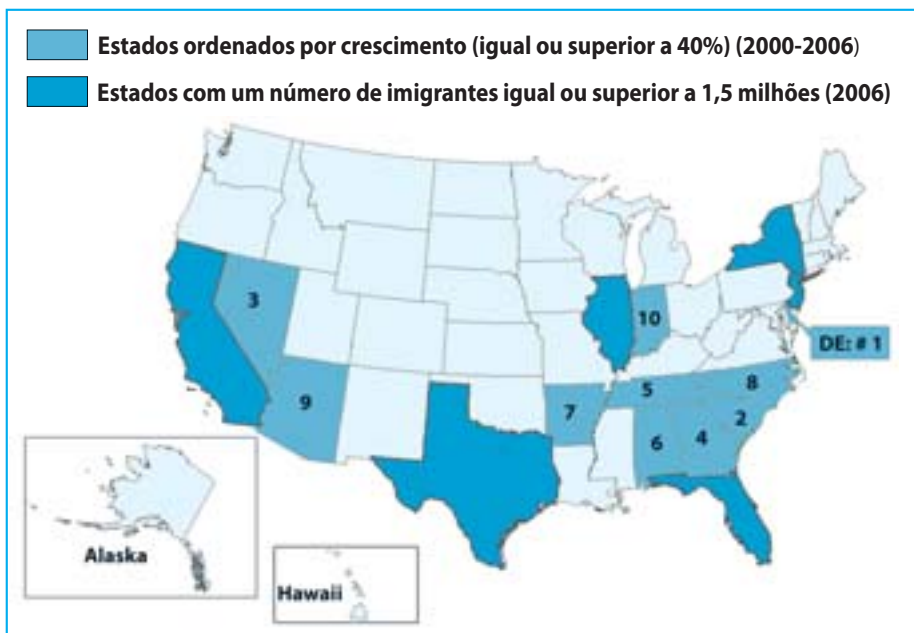 Estados ordenados por crescimento (igual ou superior a 40%) (2000-2006)
Estados com um número de imigrantes igual ou superior a 1,5 milhões (2006)
3
10
DE: # 1
9
5
8
7
2
6
4
Alaska
Hawaii